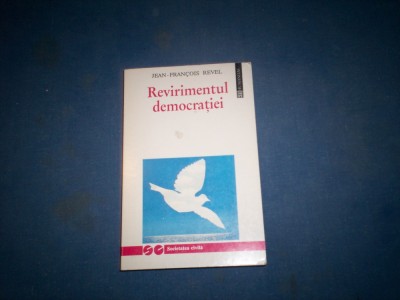 JEAN-FRANÇOIS REVEL
Revirimentul
democrației
Societatea civilă